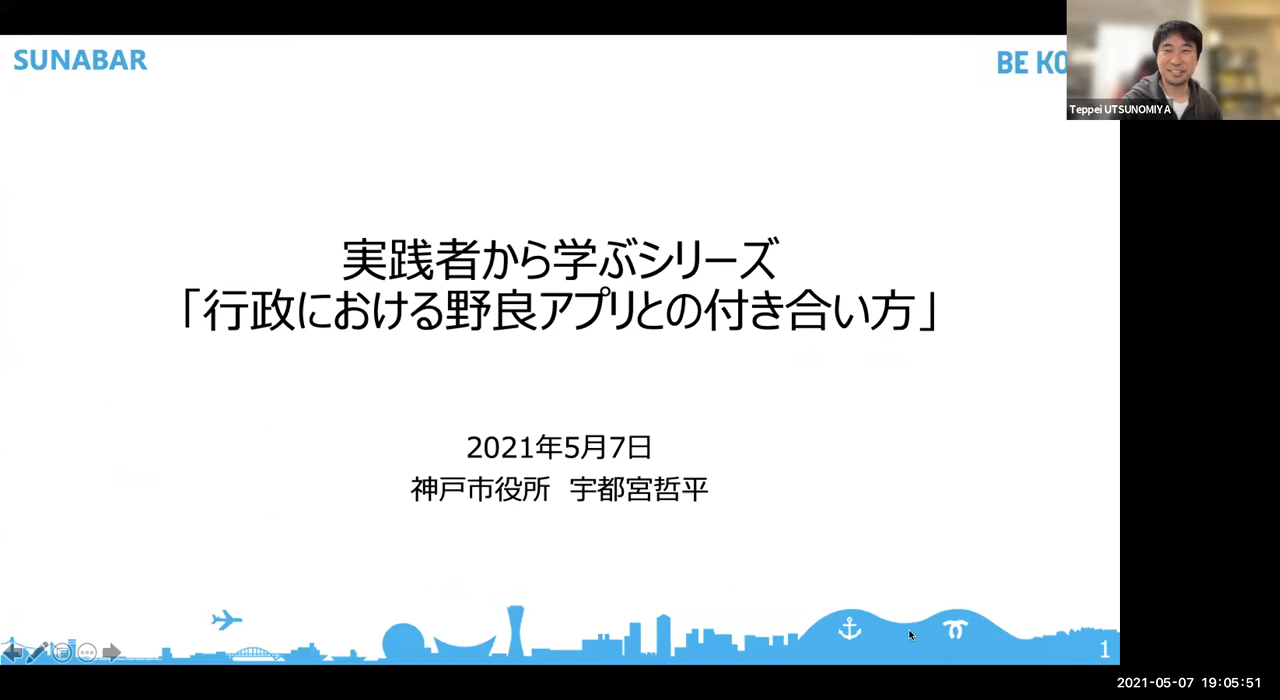 SUNABAR
BE KO
Teppei UTSUNOMIYA
実践者から学ぶシリーズ
「行政における野良アプリとの付き合い方」
2021年5月7日
神戸市役所 宇都宮哲平
1
2021-05-07 19:05:51